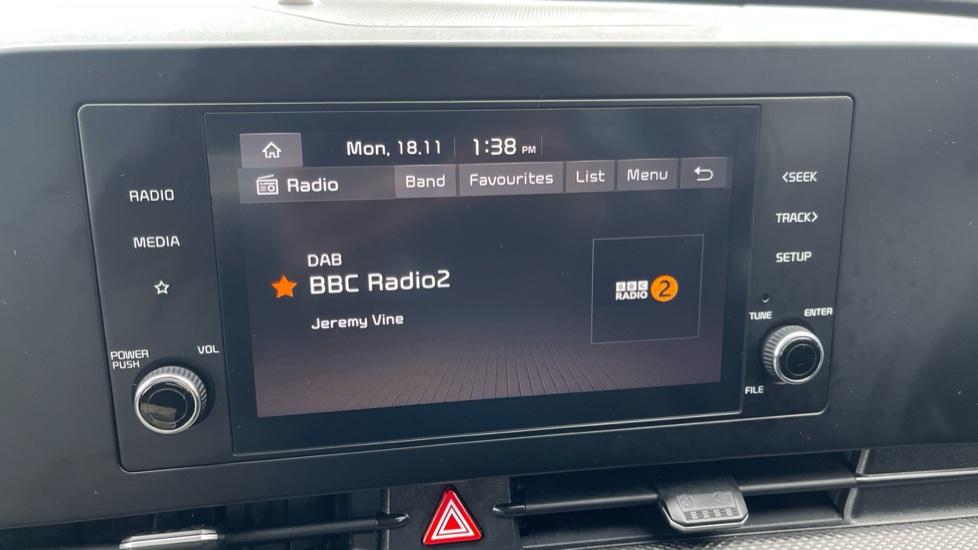 Mon, 18.11 1:38 PM
Radio Band Favourites List Menu
DAB
BBC Radio2
Jeremy Vine
BBC
RADIO 2
RADIO
MEDIA
POWER
PUSH
VOL
<SEEK
TRACK>
SETUP
TUNE
ENTER
FILE